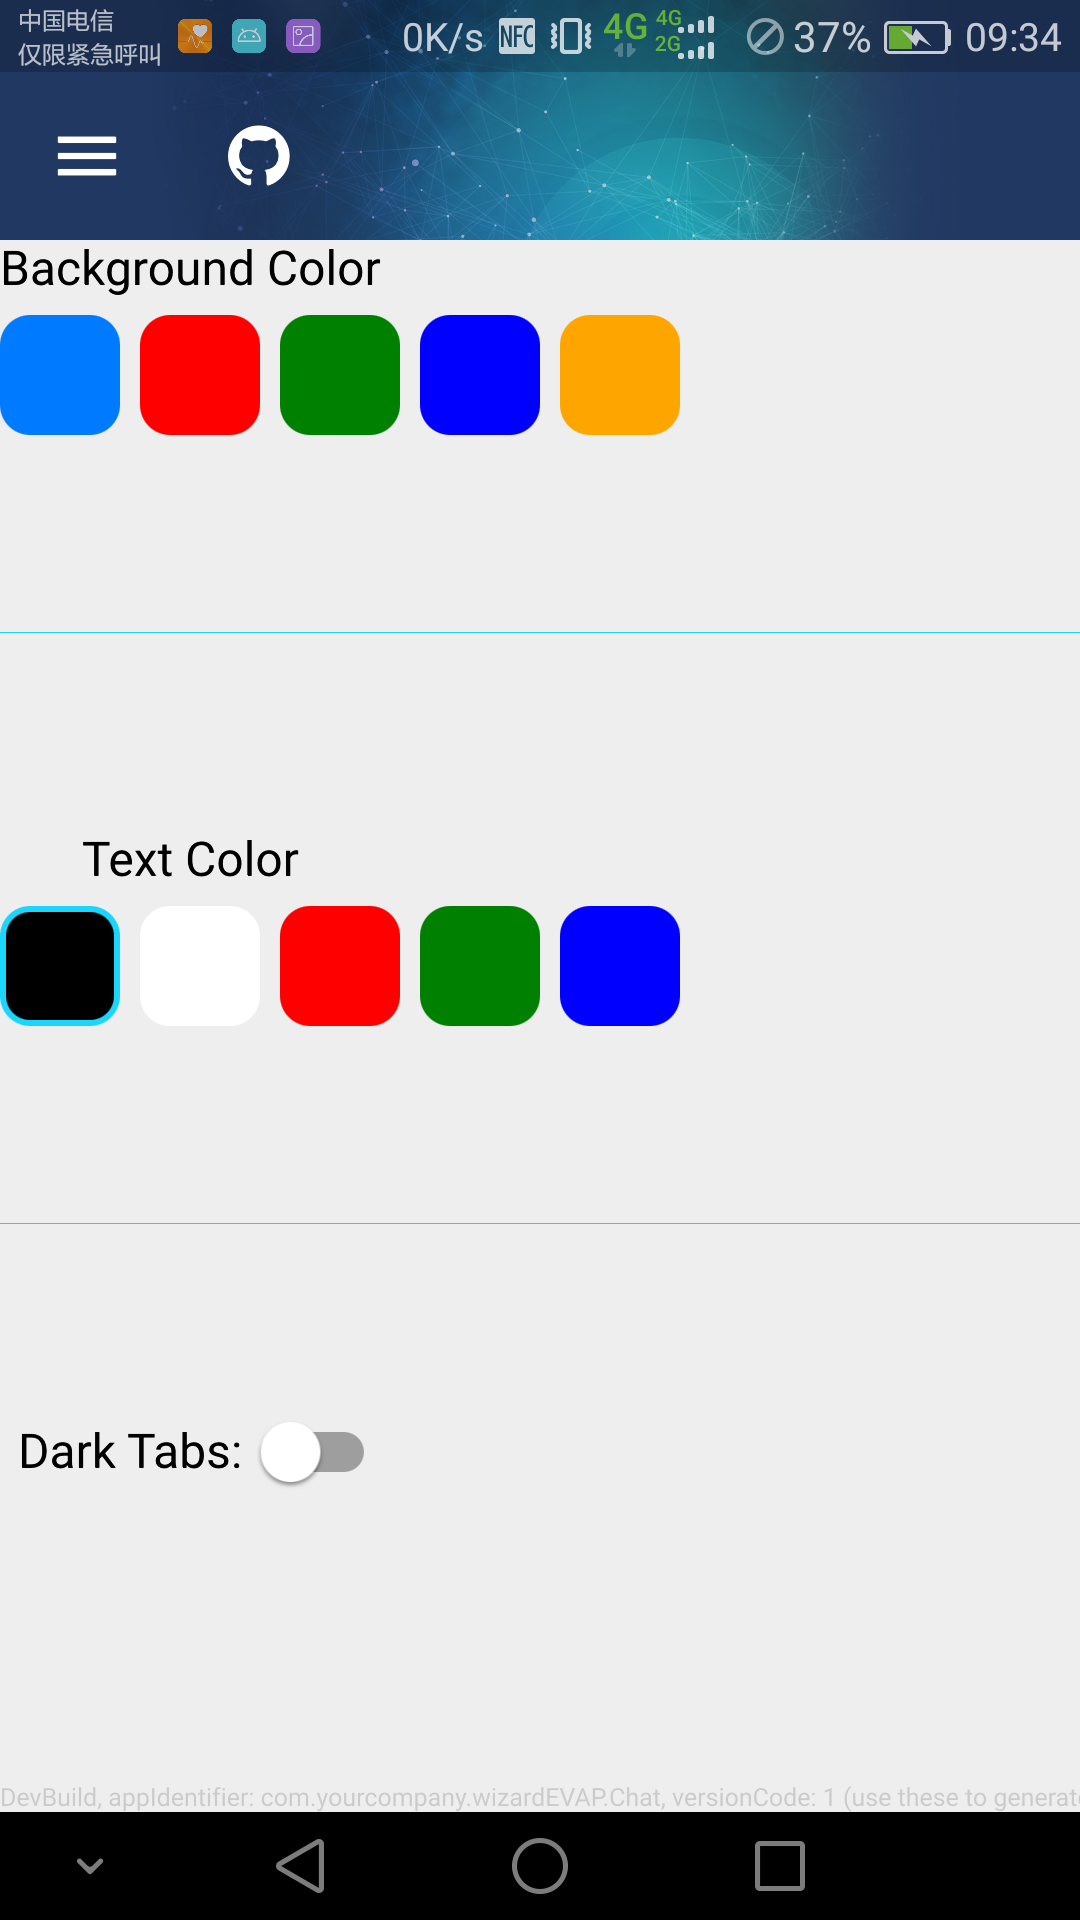 中国电信
仅限紧急呼叫
0K/s NFC 4G 4G 2G 37% 09:34
Background Color
Text Color
Dark Tabs:
DevBuild, appIdentifier: com.yourcompany.wizardEVAP.Chat, versionCode: 1 (use these to generat